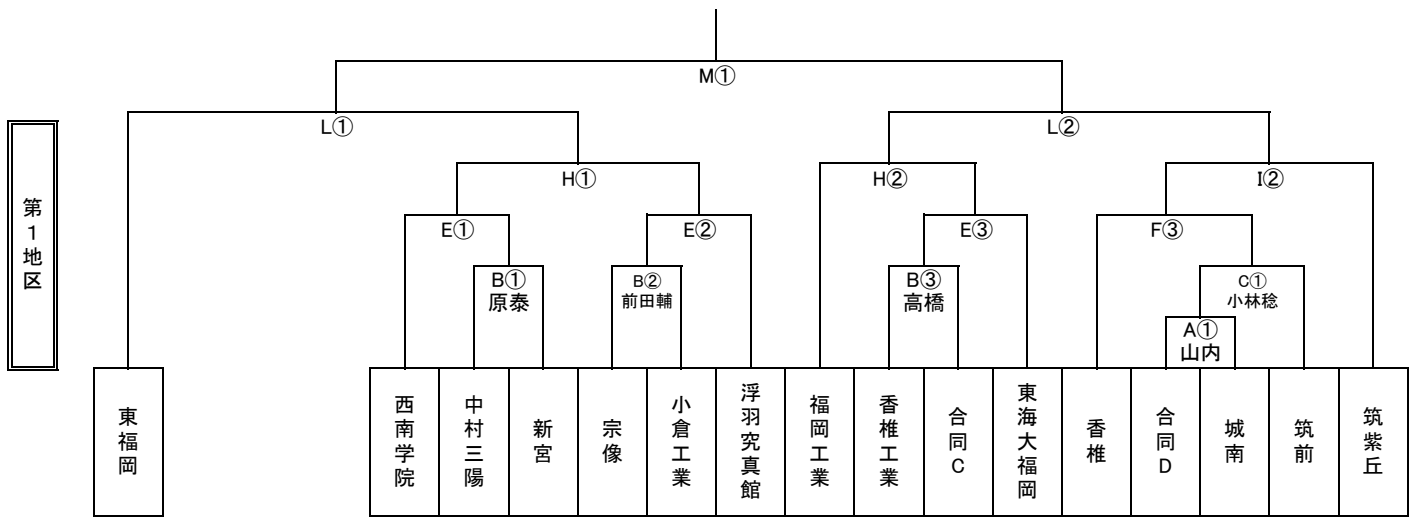 M①
L①
L②
H①
H②
I②
E①
E②
E③
F③
B①
原泰
B②
前田輔
B③
高橋
C①
小林稔
A①
山内
第1地区
東福岡
西南学院
中村三陽
新宮
宗像
小倉工業
浮羽究真館
福岡工業
香椎工業
合同C
東海大福岡
香椎
合同D
城南
筑前
筑紫丘